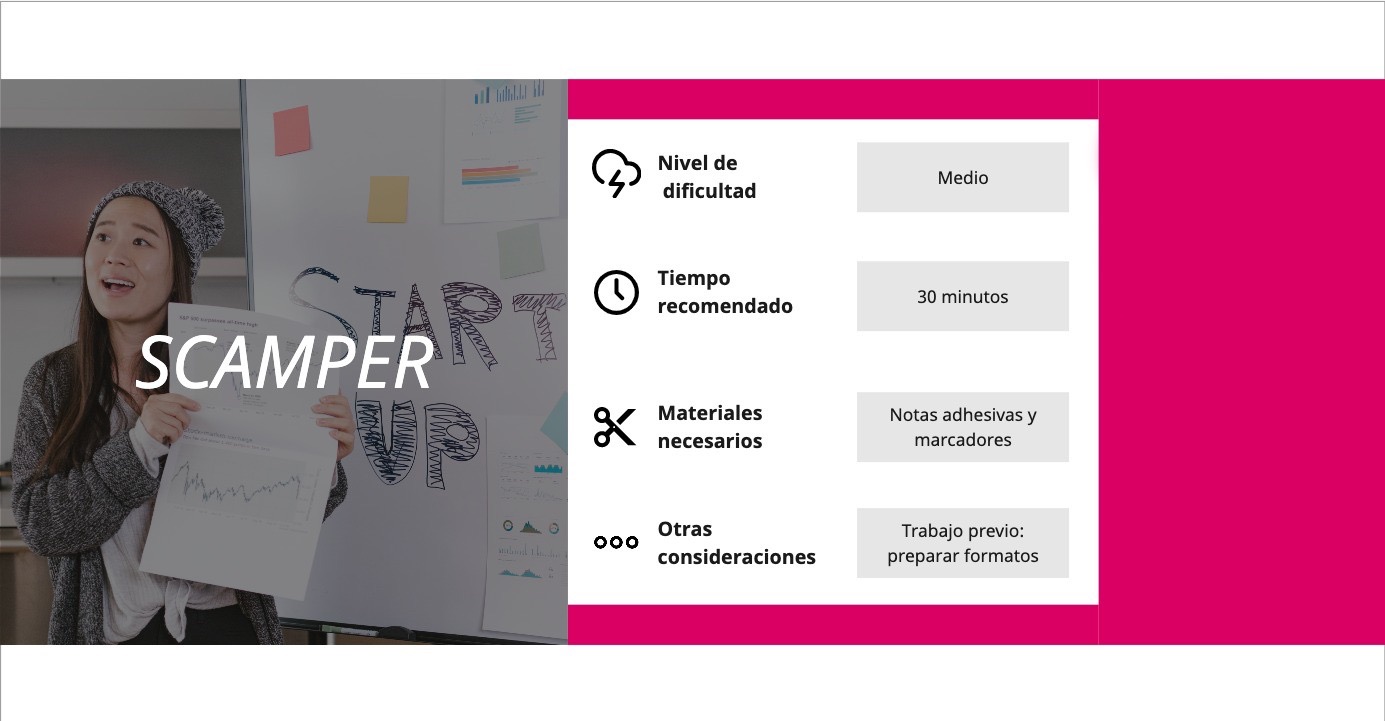 START
UP
SCAMPER
Nivel de
dificultad
Medio
Tiempo
recomendado
30 minutos
Materiales
necesarios
Notas adhesivas y
marcadores
Otras
consideraciones
Trabajo previo:
preparar formatos